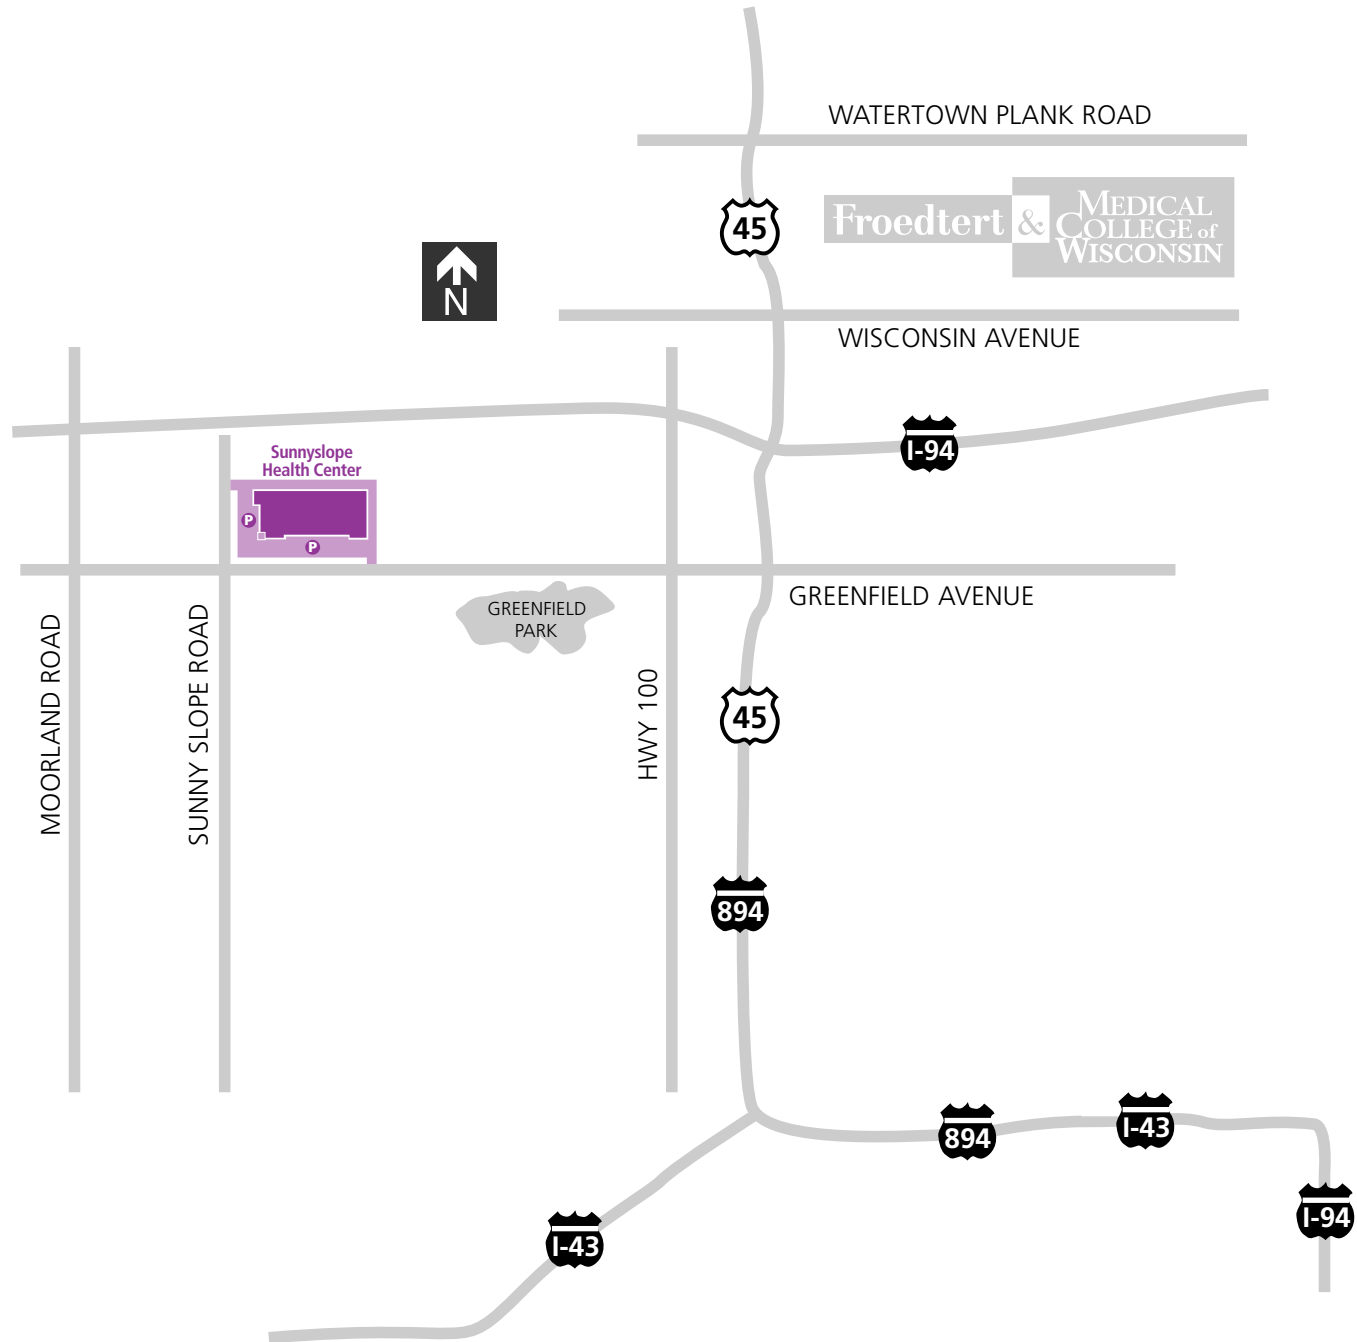 WATERTOWN PLANK ROAD
Froedtert & MEDICAL
COLLEGE of
WISCONSIN
45
N
WISCONSIN AVENUE
I-94
Sunnyslope
Health Center
P
P
GREENFIELD AVENUE
GREENFIELD
PARK
MOORLAND ROAD
SUNNY SLOPE ROAD
HWY 100
45
894
894
I-43
I-94
I-43